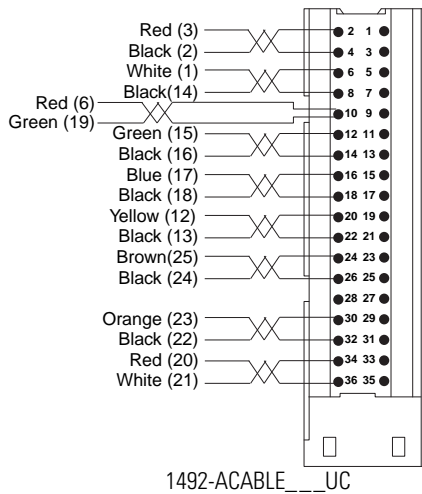 Red (3)
2 1
Black (2)
4 3
White (1)
6 5
Black(14)
8 7
Red (6)
10 9
Green (19)
Green (15)
12 11
Black (16)
14 13
Blue (17)
16 15
Black (18)
18 17
Yellow (12)
20 19
Black (13)
22 21
Brown(25)
24 23
Black (24)
26 25
28 27
Orange (23)
30 29
Black (22)
32 31
Red (20)
34 33
White (21)
36 35
1492-ACABLE___UC